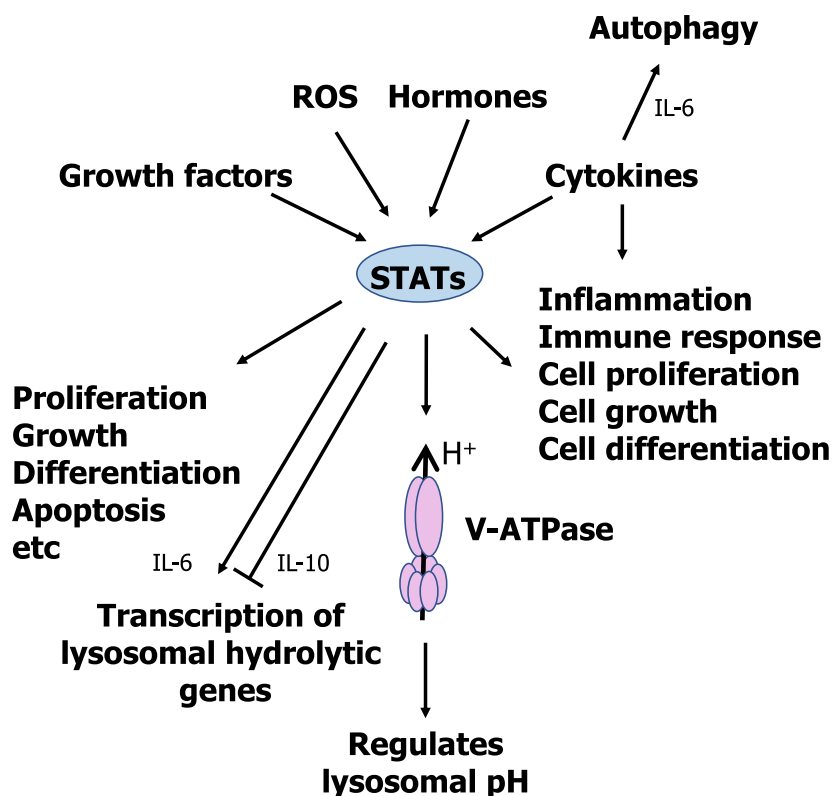 Autophagy
ROS
Hormones
IL-6
Growth factors
Cytokines
STATs
Inflammation
Immune response
Cell proliferation
Cell growth
Cell differentiation
Proliferation
Growth
Differentiation
Apoptosis
etc
H⁺
V-ATPase
IL-6
IL-10
Transcription of
lysosomal hydrolytic
genes
Regulates
lysosomal pH